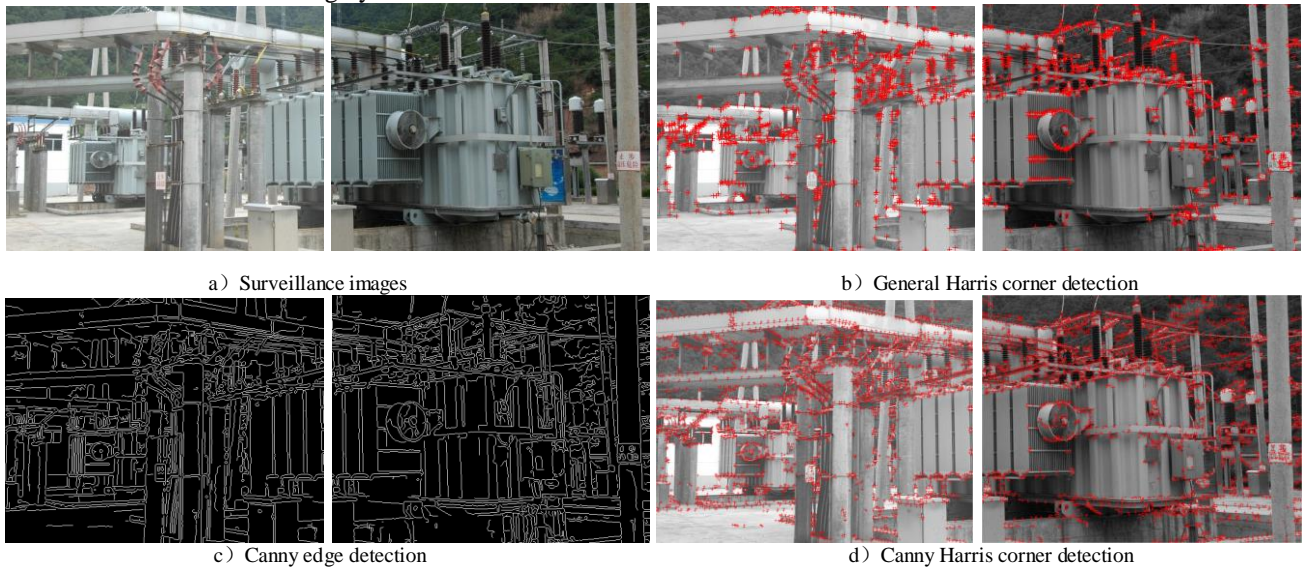 a）Surveillance images
b）General Harris corner detection
c）Canny edge detection
d）Canny Harris corner detection